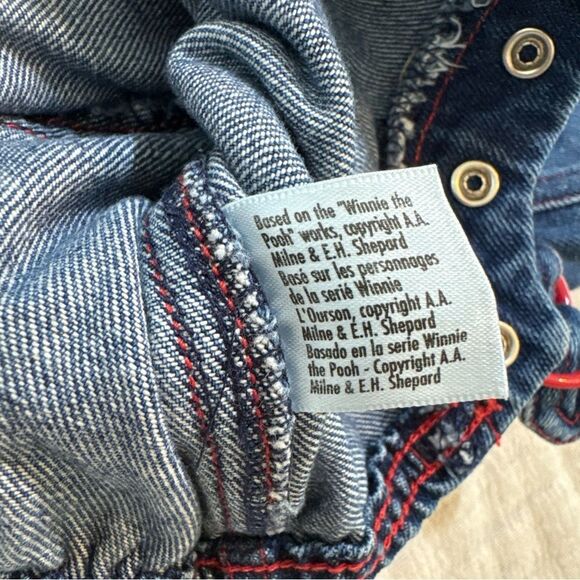 Based on the "Winnie the
Pooh" works, copyright A.A.
Milne & E.H. Shepard
Basé sur les personnages
de la serié Winnie
L'Ourson, copyright A.A.
Milne & E.H. Shepard
Basado en la serie Winnie
the Pooh - Copyright A.A.
Milne & E.H. Shepard